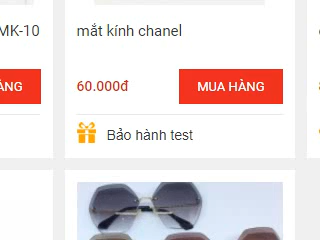 MK-10
mắt kính chanel
ÀNG
60.000đ
MUA HÀNG
Bảo hành test